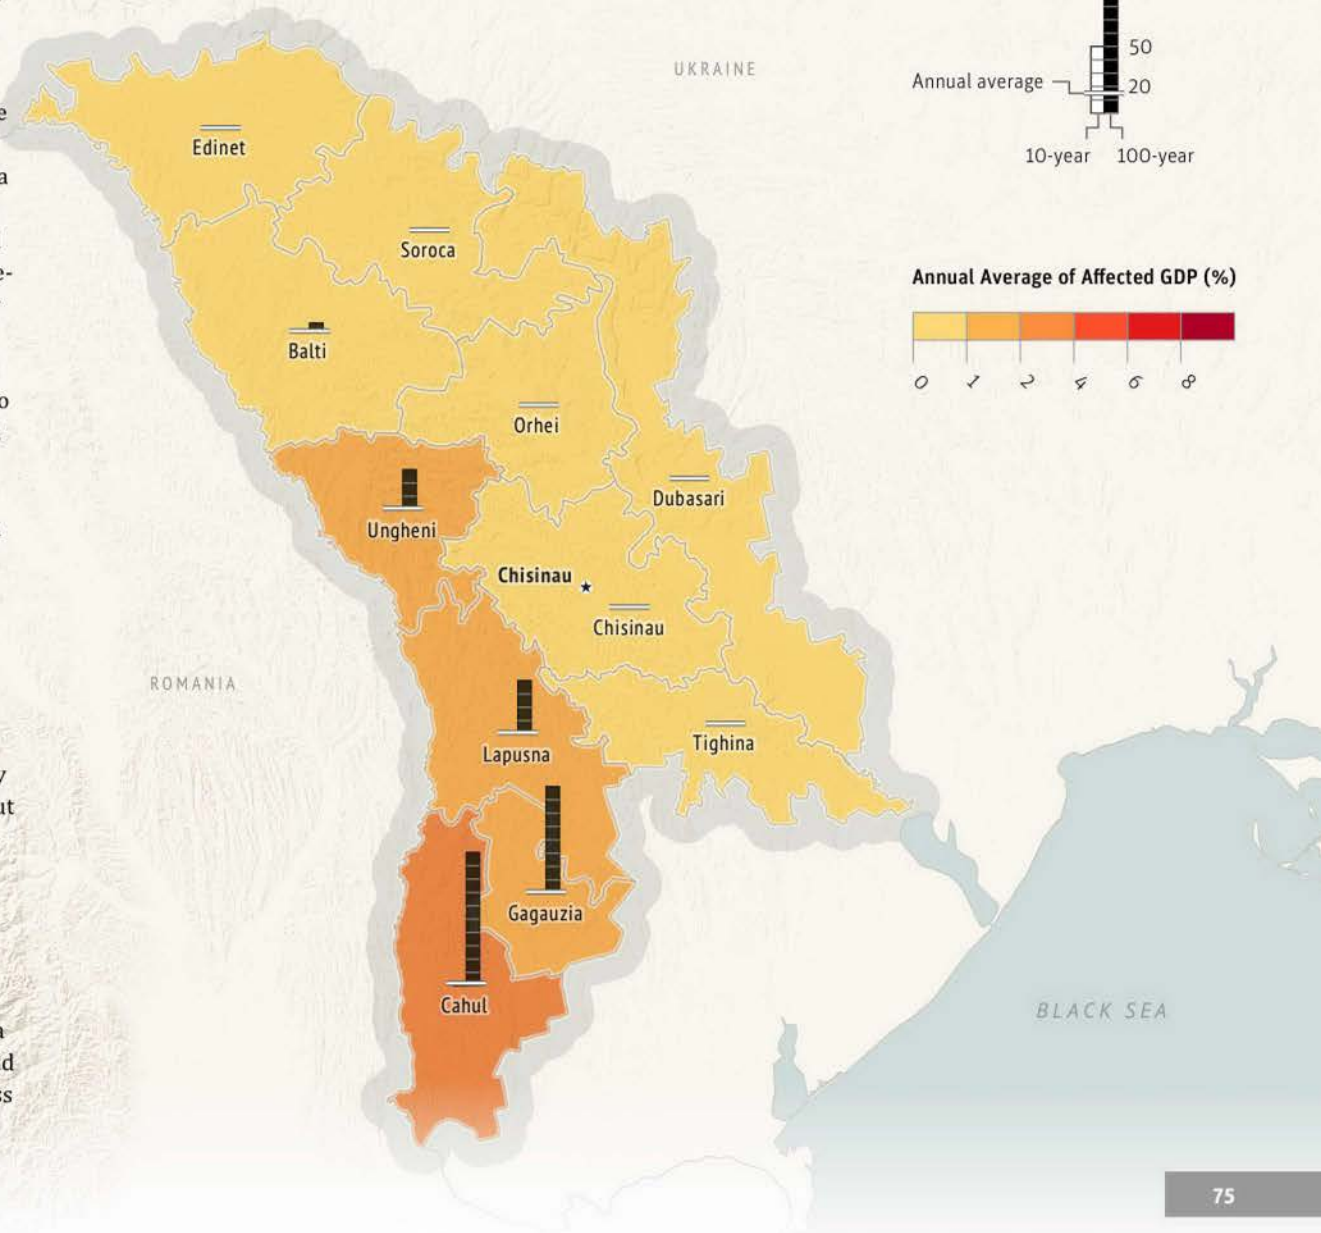 UKRAINE
50
Annual average
20
10-year 100-year
Edinet
Soroca
Annual Average of Affected GDP (%)
0 1 2 4 6 8
Balti
Orhei
Dubasari
Ungheni
Chisinau
Chisinau
ROMANIA
Tighina
Lapusna
Gagauzia
Cahul
BLACK SEA
75